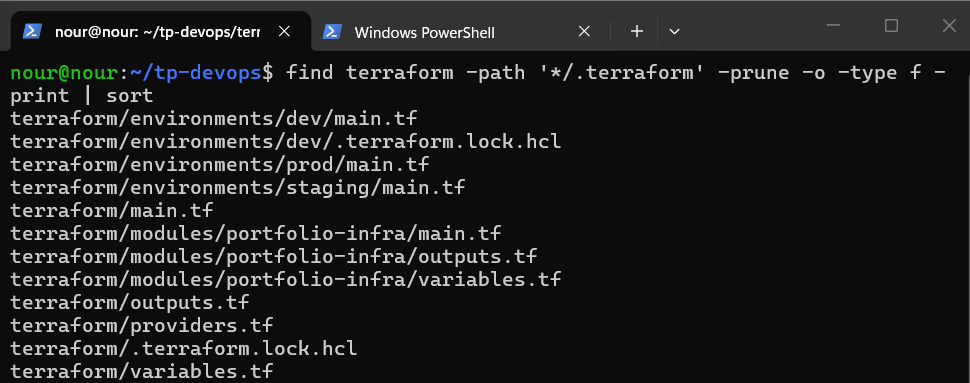 nour@nour: ~/tp-devops/terr
Windows PowerShell
nour@nour:~/tp-devops$ find terraform -path '*/.terraform' -prune -o -type f -
print | sort
terraform/environments/dev/main.tf
terraform/environments/dev/.terraform.lock.hcl
terraform/environments/prod/main.tf
terraform/environments/staging/main.tf
terraform/main.tf
terraform/modules/portfolio-infra/main.tf
terraform/modules/portfolio-infra/outputs.tf
terraform/modules/portfolio-infra/variables.tf
terraform/outputs.tf
terraform/providers.tf
terraform/.terraform.lock.hcl
terraform/variables.tf